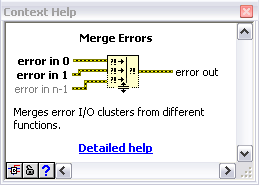 Context Help
Merge Errors
error in 0
error in 1
error in n-1
?!
?!
?!
?!
error out
Merges error I/O clusters from different
functions.
Detailed help
?